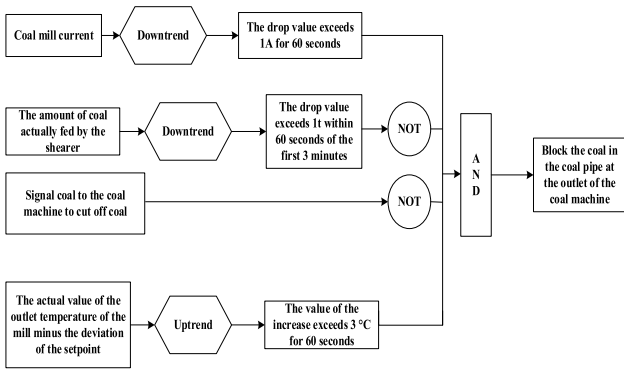 Coal mill current
Downtrend
The drop value exceeds
1A for 60 seconds
The amount of coal
actually fed by the
shearer
Downtrend
The drop value
exceeds 1t within
60 seconds of the
first 3 minutes
NOT
Signal coal to the coal
machine to cut off coal
NOT
The actual value of the
outlet temperature of the
mill minus the deviation
of the setpoint
Uptrend
The value of the
increase exceeds 3 °C
for 60 seconds
A
N
D
Block the coal in
the coal pipe at
the outlet of the
coal machine